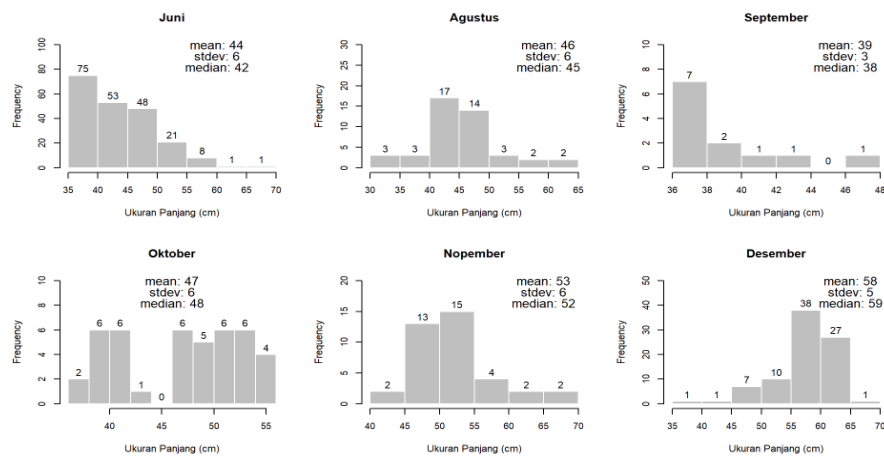 Juni
mean: 44
stdev: 6
median: 42
Frequency
0 20 40 60 80 100
75 53 48 21 8 1 1
35 40 45 50 55 60 65 70
Ukuran Panjang (cm)
Agustus
mean: 46
stdev: 6
median: 45
Frequency
0 5 10 15 20 25 30
3 3 17 14 3 2 2
30 35 40 45 50 55 60 65
Ukuran Panjang (cm)
September
mean: 39
stdev: 3
median: 38
Frequency
0 2 4 6 8 10
7 2 1 1 0 1
36 38 40 42 44 46 48
Ukuran Panjang (cm)
Oktober
mean: 47
stdev: 6
median: 48
Frequency
0 2 4 6 8 10
2 6 6 1 0 6 5 6 6 4
40 45 50 55
Ukuran Panjang (cm)
Nopember
mean: 53
stdev: 6
median: 52
Frequency
0 5 10 15 20
2 13 15 4 2 2
40 45 50 55 60 65 70
Ukuran Panjang (cm)
Desember
mean: 58
stdev: 5
median: 59
Frequency
0 10 20 30 40 50
1 1 7 10 38 27 1
35 40 45 50 55 60 65 70
Ukuran Panjang (cm)